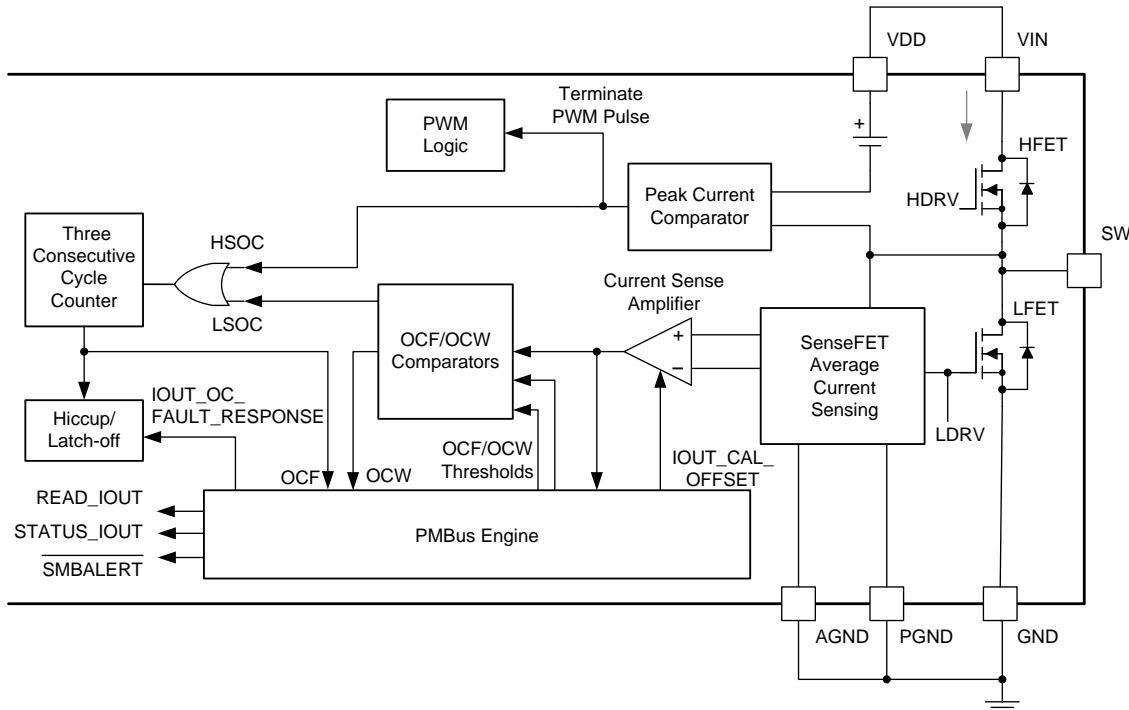 VDD
VIN
Terminate
PWM Pulse
+
PWM
Logic
HFET
Peak Current
Comparator
HDRV
SW
Three
Consecutive
Cycle
Counter
HSOC
LSOC
Current Sense
Amplifier
LFET
OCF/OCW
Comparators
+
−
SenseFET
Average
Current
Sensing
IOUT_OC_
FAULT_RESPONSE
Hiccup/
Latch-off
LDRV
OCF/OCW
Thresholds
IOUT_CAL_
OFFSET
OCF
OCW
READ_IOUT
STATUS_IOUT
SMBALERT
PMBus Engine
AGND
PGND
GND